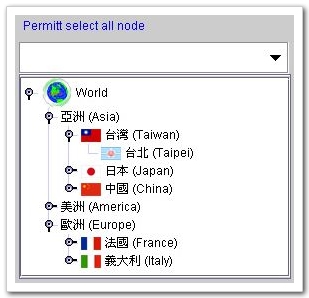 Permitt select all node
World
亞洲 (Asia)
台灣 (Taiwan)
台北 (Taipei)
日本 (Japan)
中國 (China)
美洲 (America)
歐洲 (Europe)
法國 (France)
義大利 (Italy)